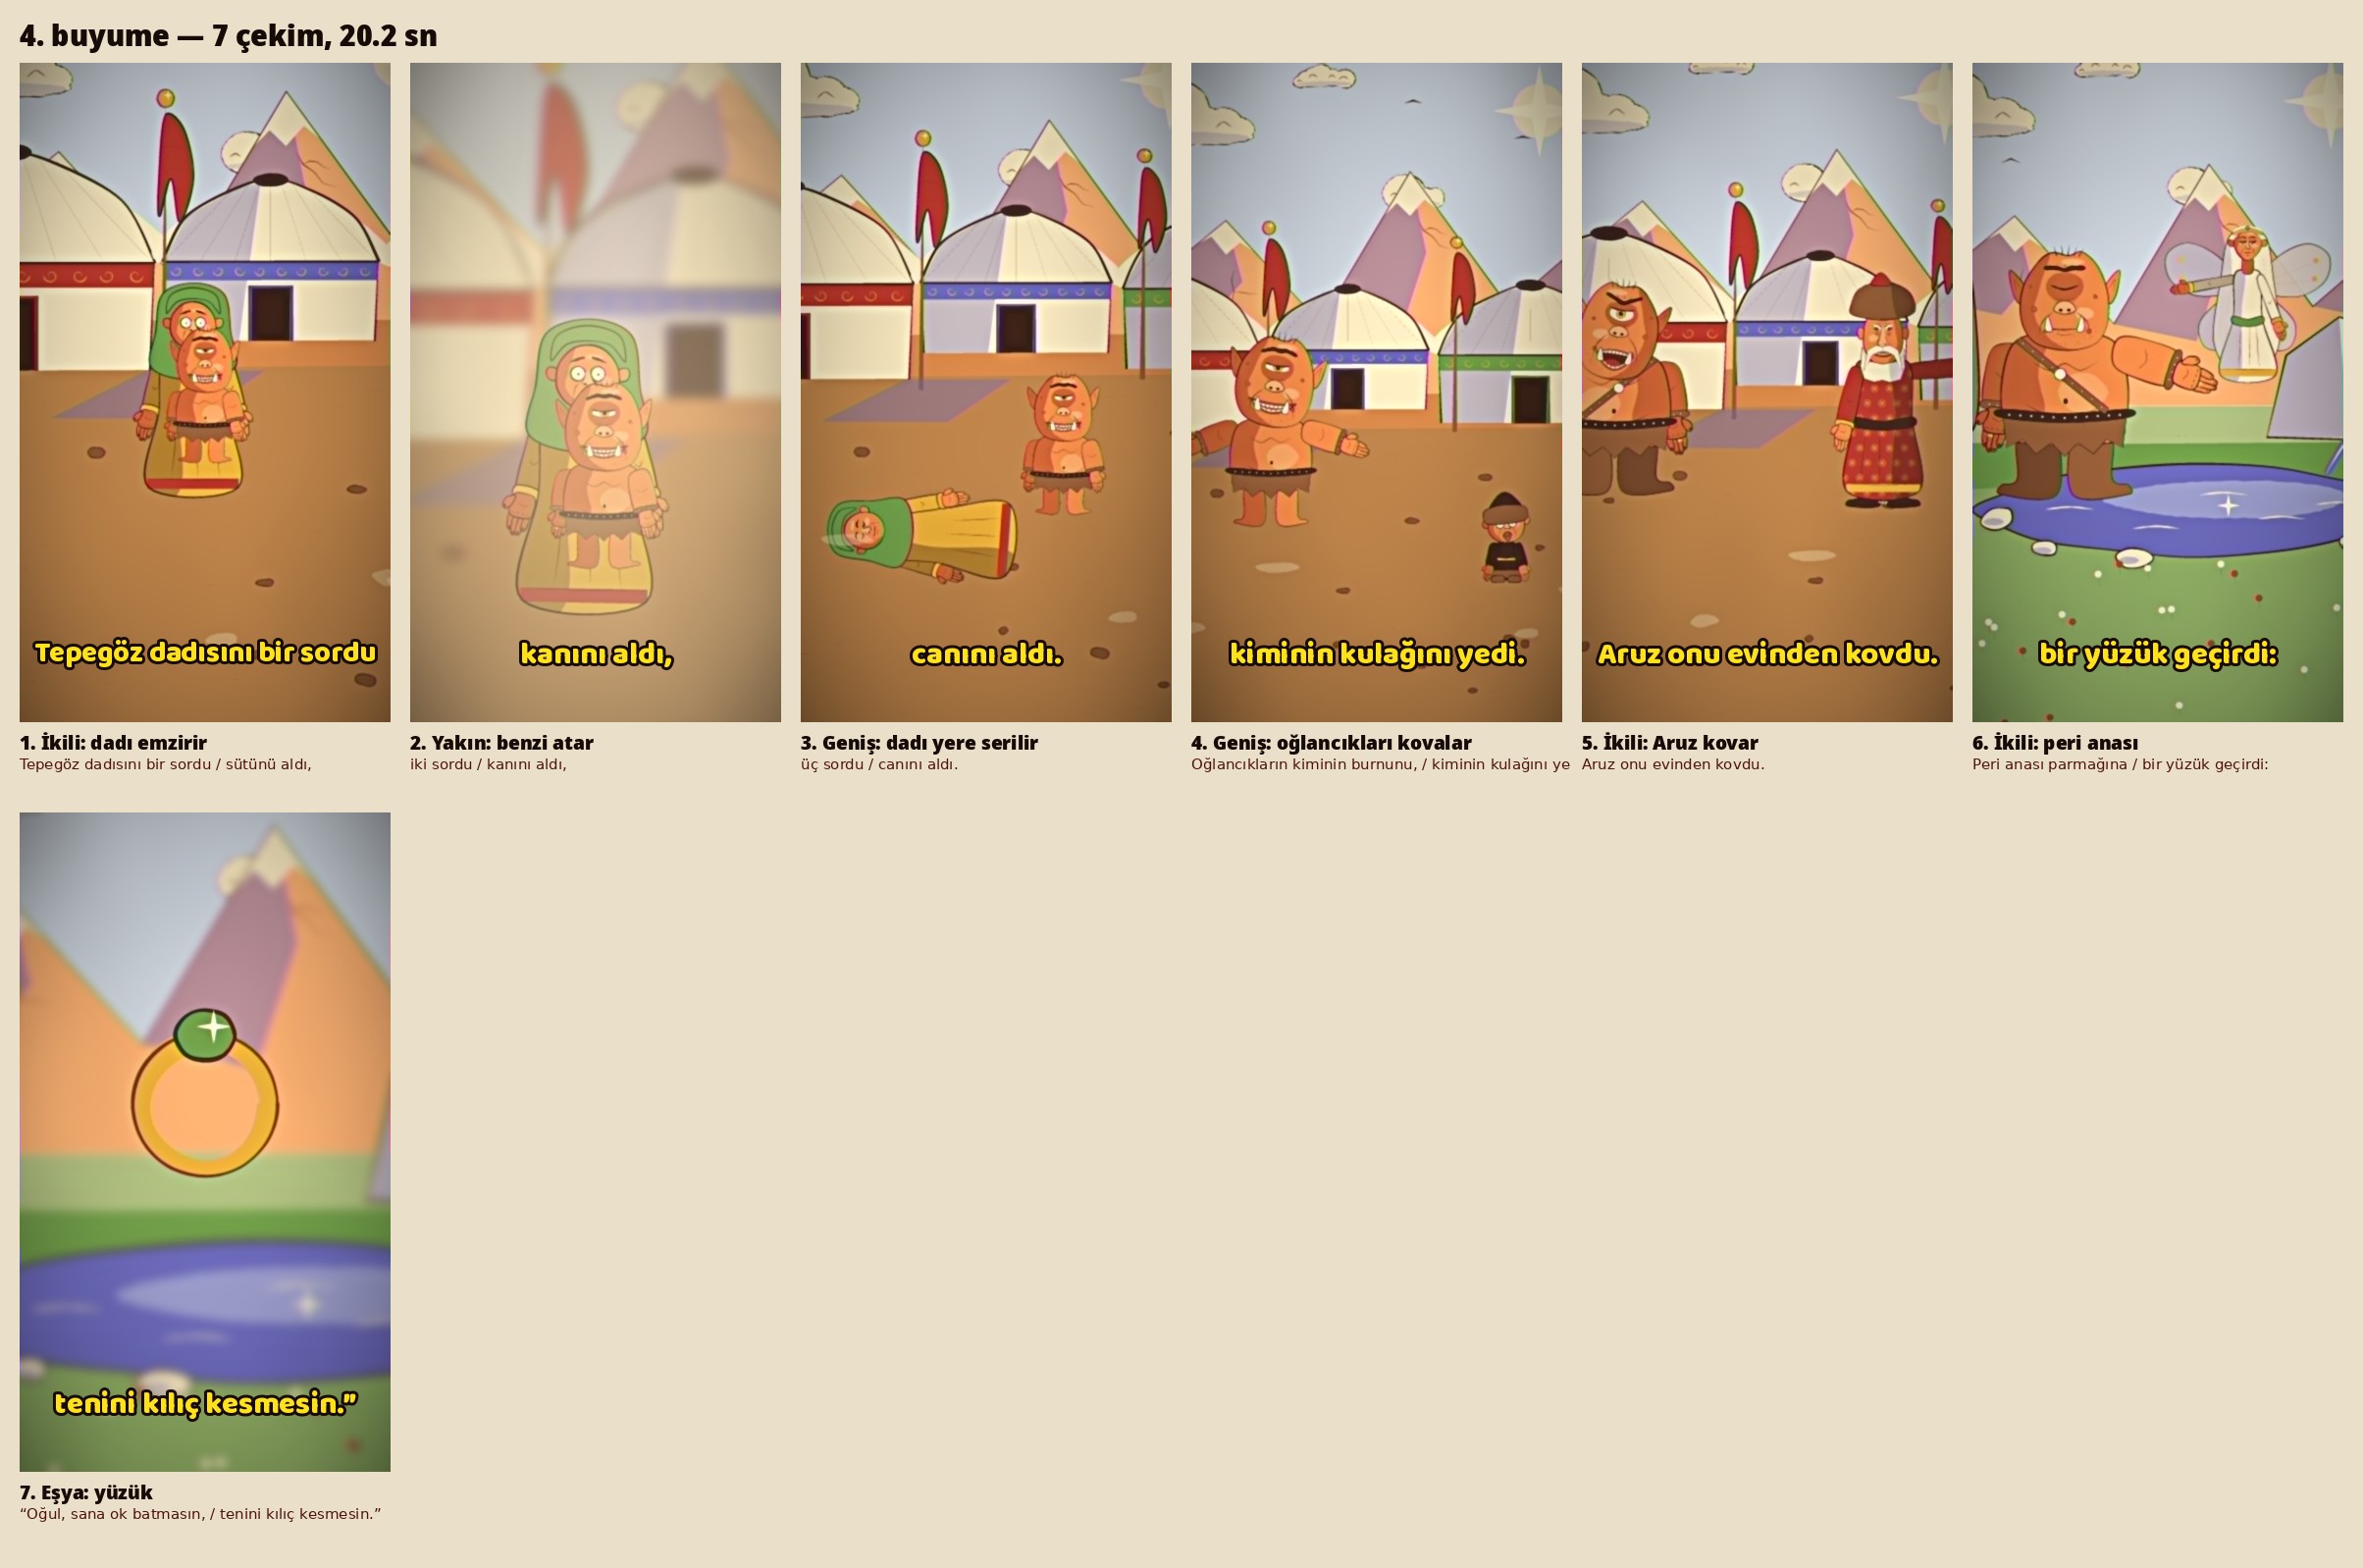 4. buyume — 7 çekim, 20.2 sn
Tepegöz dadısını bir sordu
kanını aldı,
canını aldı.
kiminin kulağını yedi.
Aruz onu evinden kovdu.
bir yüzük geçirdi:
1. İkili: dadı emzirir
Tepegöz dadısını bir sordu / sütünü aldı,
2. Yakın: benzi atar
iki sordu / kanını aldı,
3. Geniş: dadı yere serilir
üç sordu / canını aldı.
4. Geniş: oğlancıkları kovalar
Oğlancıkların kiminin burnunu, / kiminin kulağını ye
5. İkili: Aruz kovar
Aruz onu evinden kovdu.
6. İkili: peri anası
Peri anası parmağına / bir yüzük geçirdi:
tenini kılıç kesmesin.”
7. Eşya: yüzük
“Oğul, sana ok batmasın, / tenini kılıç kesmesin.”